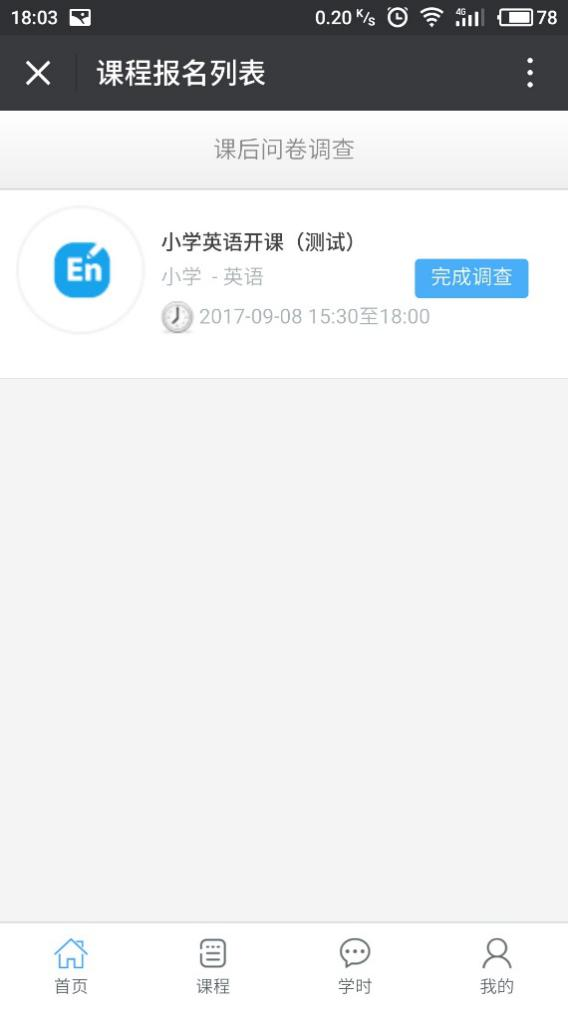 18:03 0.20 K/s 4G 78
课程报名列表
课后问卷调查
En
小学英语开课（测试）
小学 - 英语
完成调查
2017-09-08 15:30至18:00
首页 课程 学时 我的